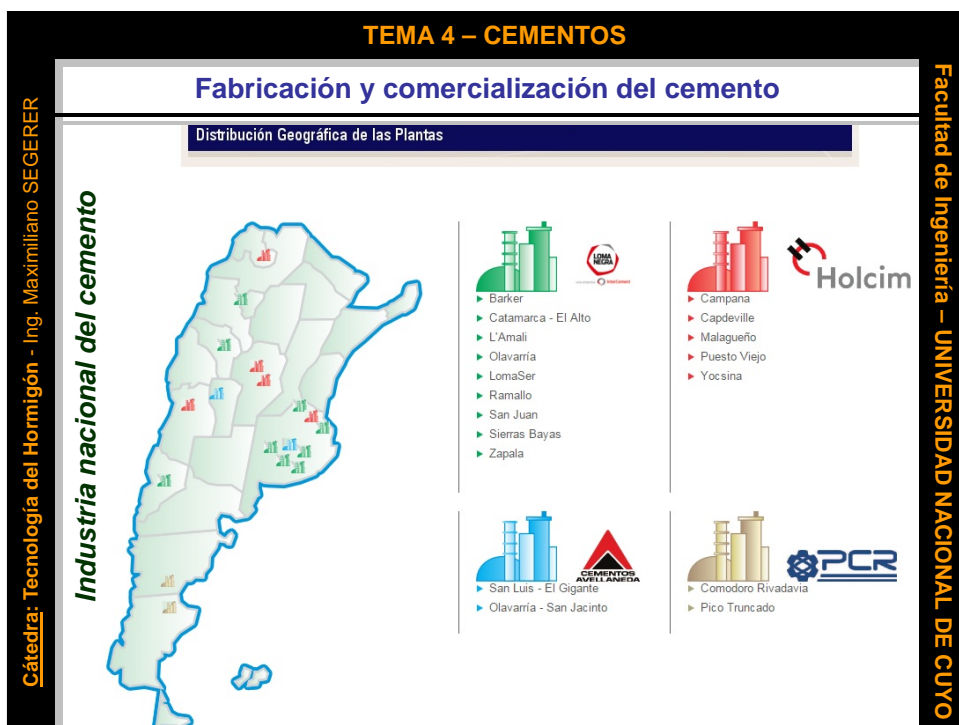 TEMA 4 – CEMENTOS
Fabricación y comercialización del cemento
Distribución Geográfica de las Plantas
Cátedra: Tecnología del Hormigón - Ing. Maximiliano SEGERER
Industria nacional del cemento
LOMA
NEGRA
InterCement
Barker
Catamarca - El Alto
L'Amali
Olavarría
LomaSer
Ramallo
San Juan
Sierras Bayas
Zapala
Holcim
Campana
Capdeville
Malagueño
Puesto Viejo
Yocsina
CEMENTOS
AVELLANEDA
San Luis - El Gigante
Olavarría - San Jacinto
PCR
Comodoro Rivadavia
Pico Truncado
Facultad de Ingeniería – UNIVERSIDAD NACIONAL DE CUYO